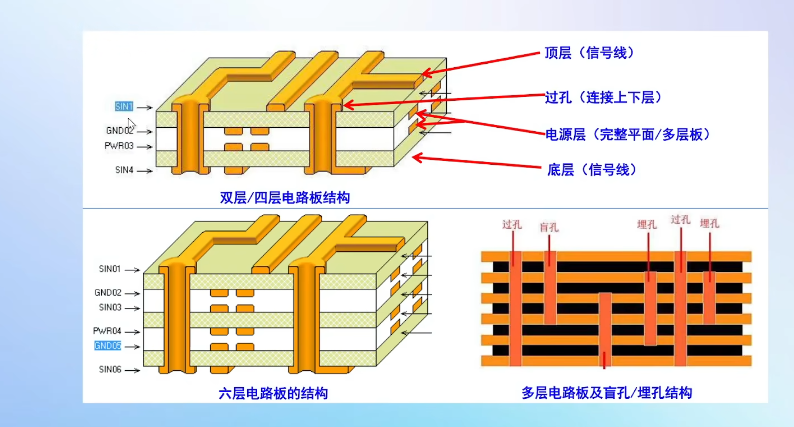 顶层（信号线）
过孔（连接上下层）
电源层（完整平面/多层板）
底层（信号线）
SIN1
GND02
PWR03
SIN4
双层/四层电路板结构
SIN01
GND02
SIN03
PWR04
GND05
SIN06
六层电路板的结构
过孔
盲孔
埋孔
过孔
埋孔
多层电路板及盲孔/埋孔结构